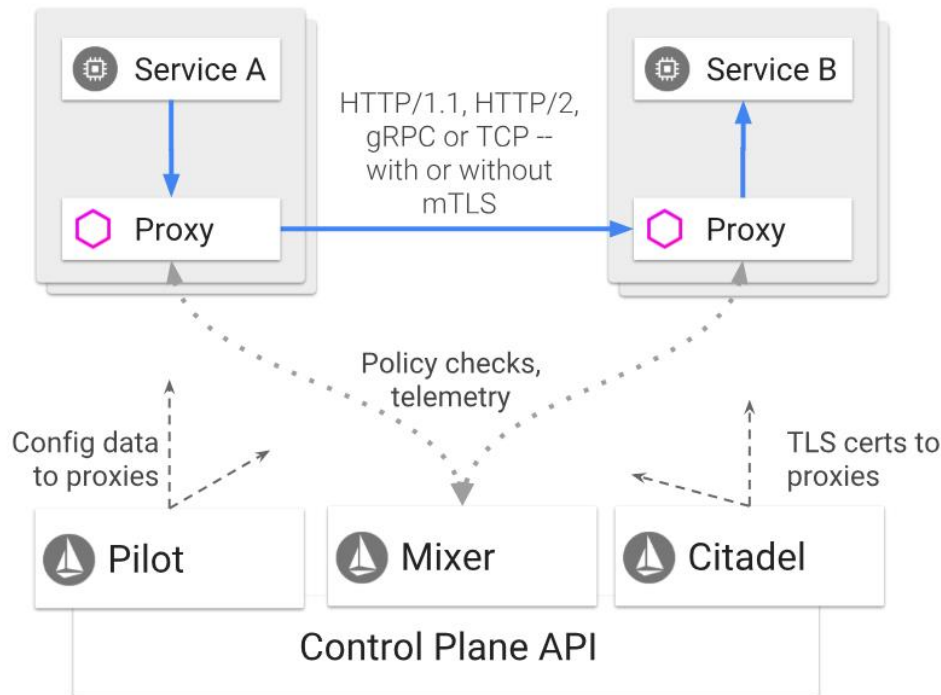 Service A
Service B
HTTP/1.1, HTTP/2,
gRPC or TCP --
with or without
mTLS
Proxy
Proxy
Policy checks,
telemetry
Config data
to proxies
TLS certs to
proxies
Pilot
Mixer
Citadel
Control Plane API